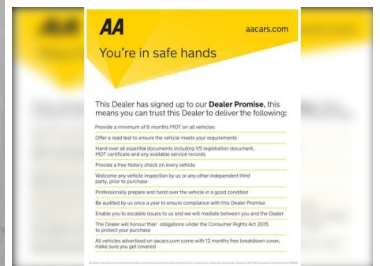 AA
aacars.com
You're in safe hands
This Dealer has signed up to our Dealer Promise, this
means you can trust this Dealer to deliver the following:
Provide a minimum of 6 months MOT on all vehicles
Offer a road test to ensure the vehicle meets your requirements
Hand over all essential documents including V5 registration document,
MOT certificate and any available service records
Provide a free history check on every vehicle
Welcome any vehicle inspection by us or any other independent third
party, prior to purchase
Professionally prepare and hand over the vehicle in a good condition
Be audited by us once a year to ensure compliance with this Dealer Promise
Enable you to escalate issues to us and we will mediate between you and the Dealer
The Dealer will honour their obligations under the Consumer Rights Act 2015
to protect your purchase
All vehicles advertised on aacars.com come with 12 months free breakdown cover,
make sure you get covered